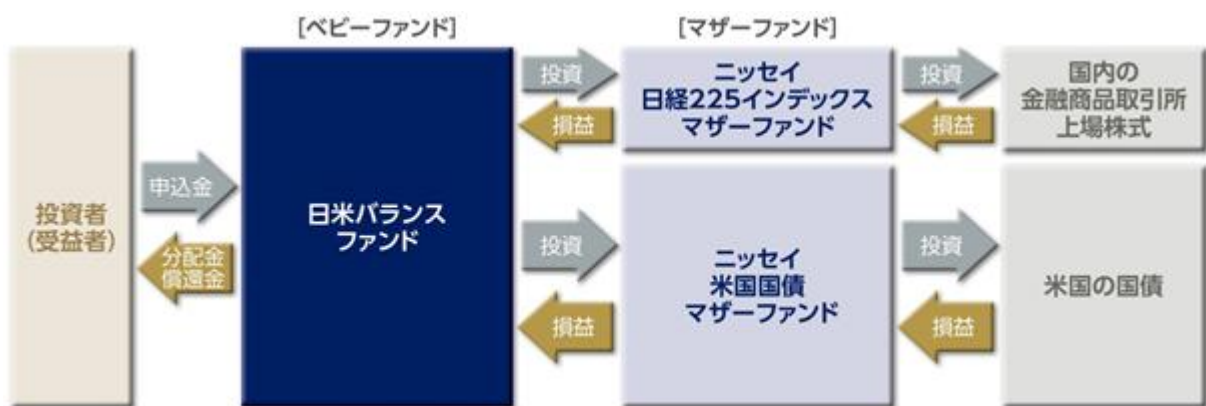 [ベビーファンド]
[マザーファンド]
投資者
(受益者)
申込金
分配金
償還金
日米バランス
ファンド
投資
損益
ニッセイ
日経225インデックス
マザーファンド
投資
損益
国内の
金融商品取引所
上場株式
投資
損益
ニッセイ
米国国債
マザーファンド
投資
損益
米国の国債